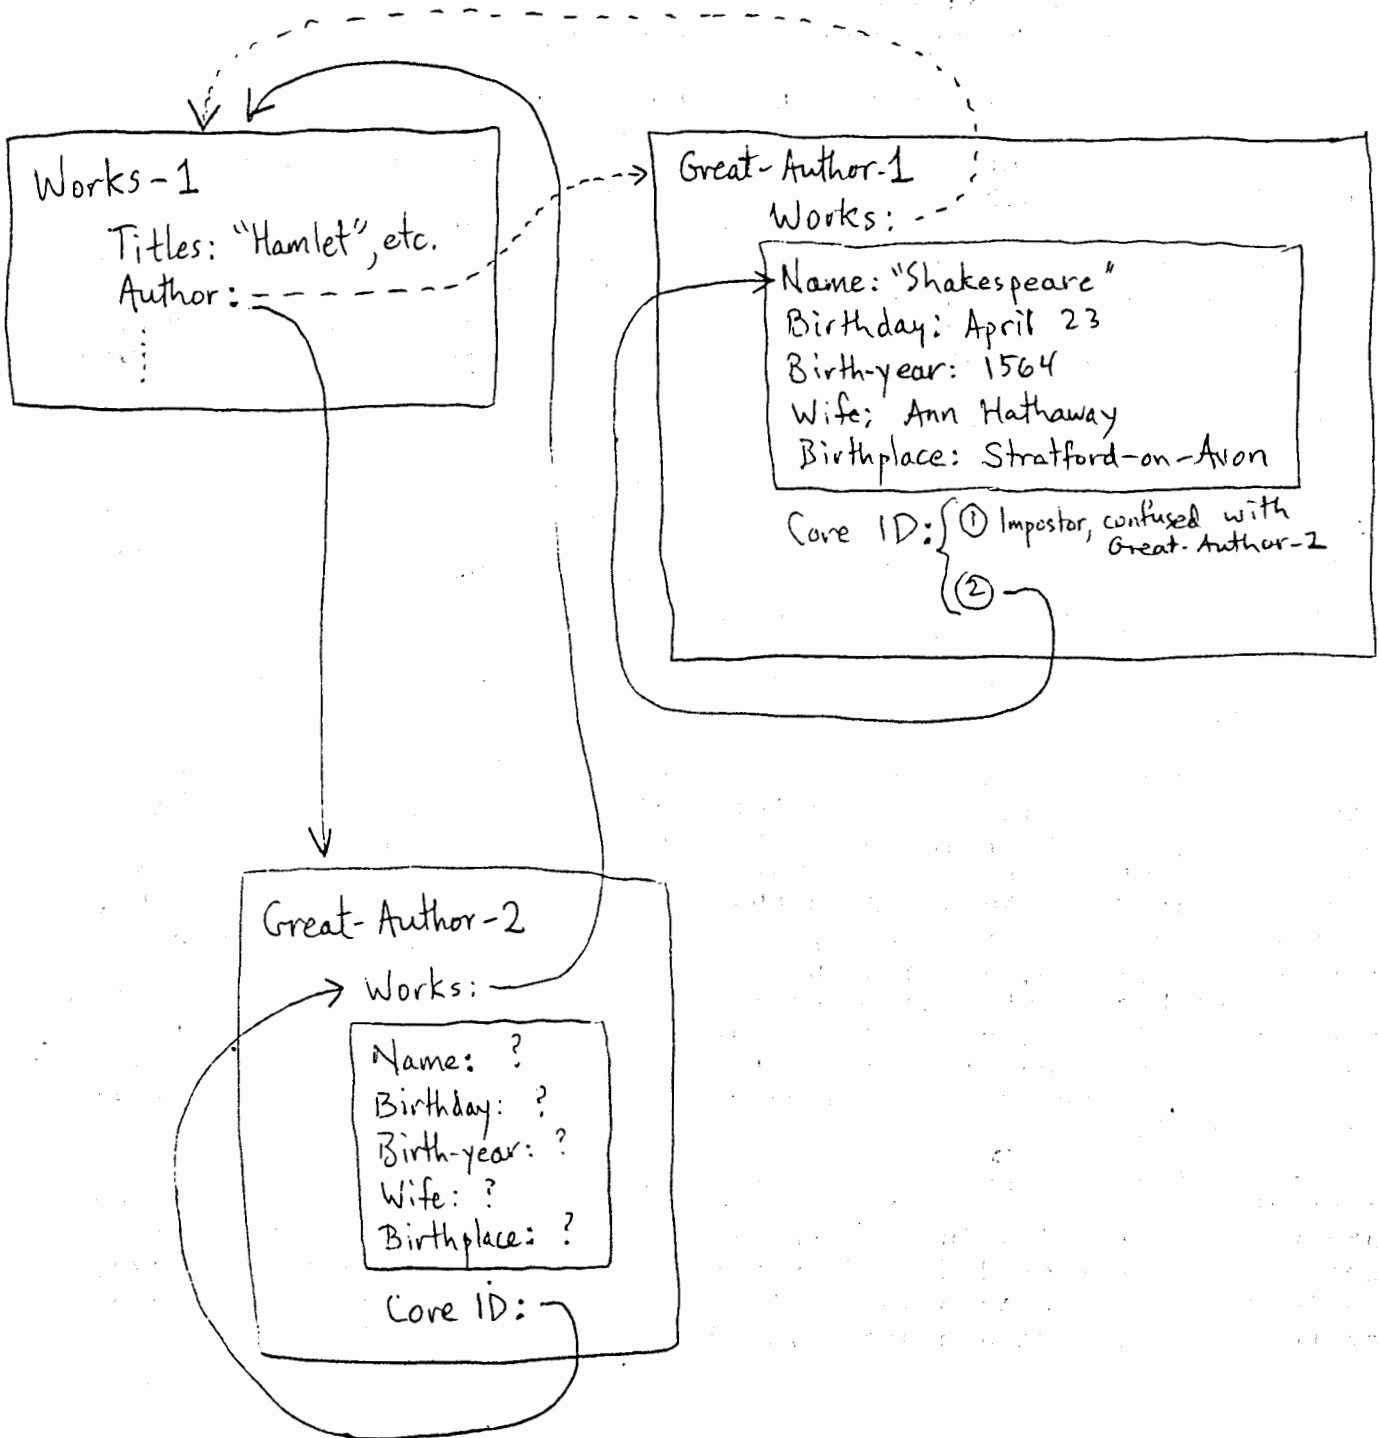 Works-1
Titles: "Hamlet", etc.
Author:
Great-Author-1
Works:
Name: "Shakespeare"
Birthday: April 23
Birth-year: 1564
Wife: Ann Hathaway
Birthplace: Stratford-on-Avon
Core ID: ① Impostor, confused with
Great-Author-2
②
Great-Author-2
Works:
Name: ?
Birthday: ?
Birth-year: ?
Wife: ?
Birthplace: ?
Core ID: